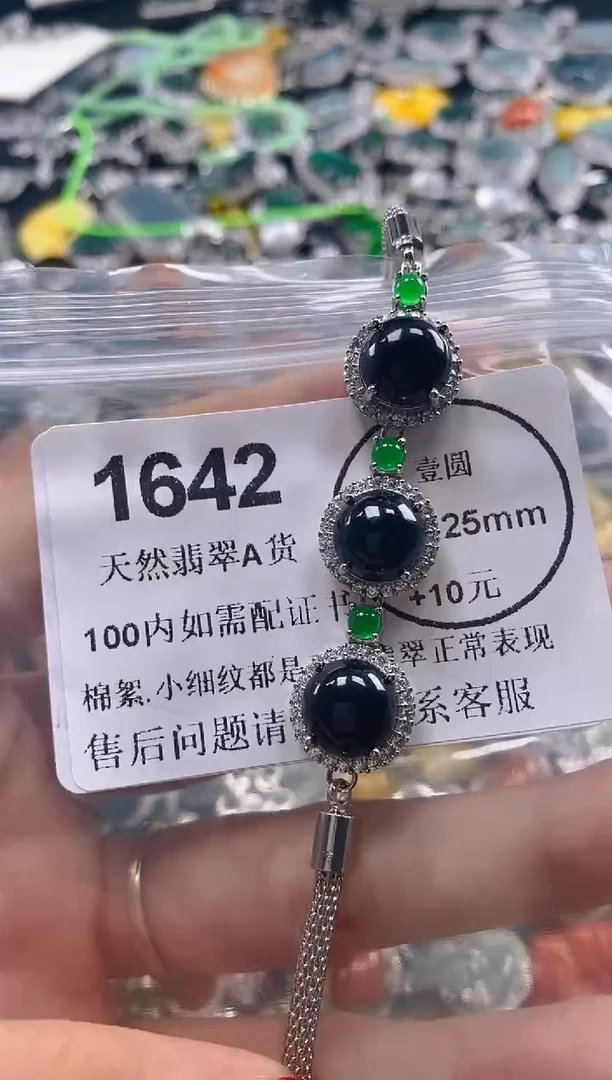 1642
壹圆
25mm
天然翡翠A货
100内如需配证书 +10元
棉絮.小细纹都是 翠正常表现
售后问题请 系客服